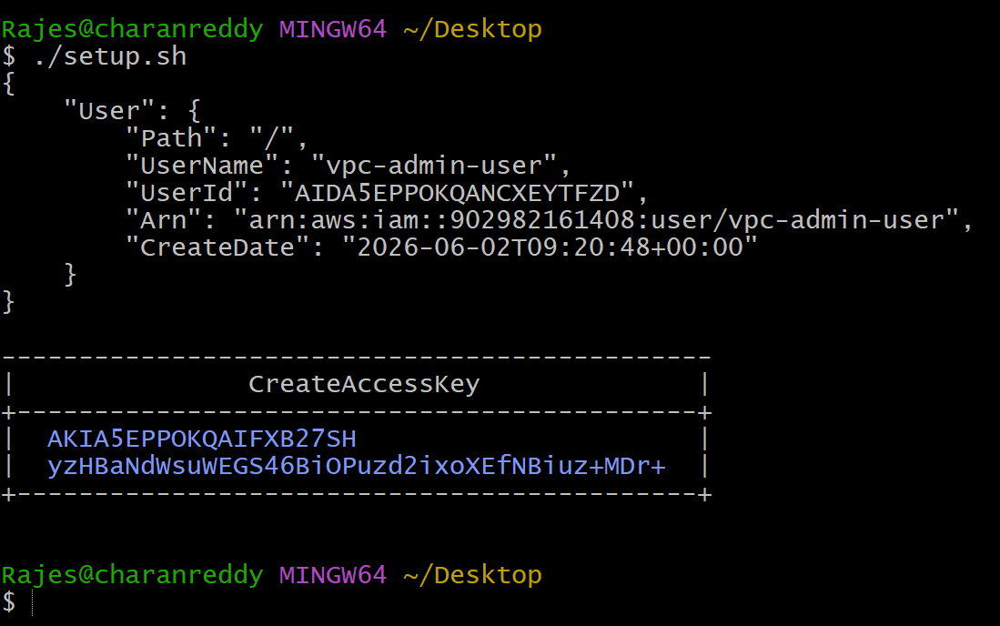 Rajes@charanreddy MINGW64 ~/Desktop
$ ./setup.sh
{
    "User": {
        "Path": "/",
        "UserName": "vpc-admin-user",
        "UserId": "AIDA5EPPOKQANCXEYTFZD",
        "Arn": "arn:aws:iam::902982161408:user/vpc-admin-user",
        "CreateDate": "2026-06-02T09:20:48+00:00"
    }
}
----------------------------------------------
|               CreateAccessKey              |
+--------------------------------------------+
|  AKIA5EPPOKQAIFXB27SH                      |
|  yzHBaNdWsuWEGS46BiOPuzd2ixoXEfNBiuz+MDr+  |
+--------------------------------------------+
Rajes@charanreddy MINGW64 ~/Desktop
$